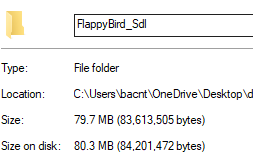 FlappyBird_Sdl
Type: File folder
Location: C:\Users\bacnt\OneDrive\Desktop\d
Size: 79.7 MB (83,613,505 bytes)
Size on disk: 80.3 MB (84,201,472 bytes)